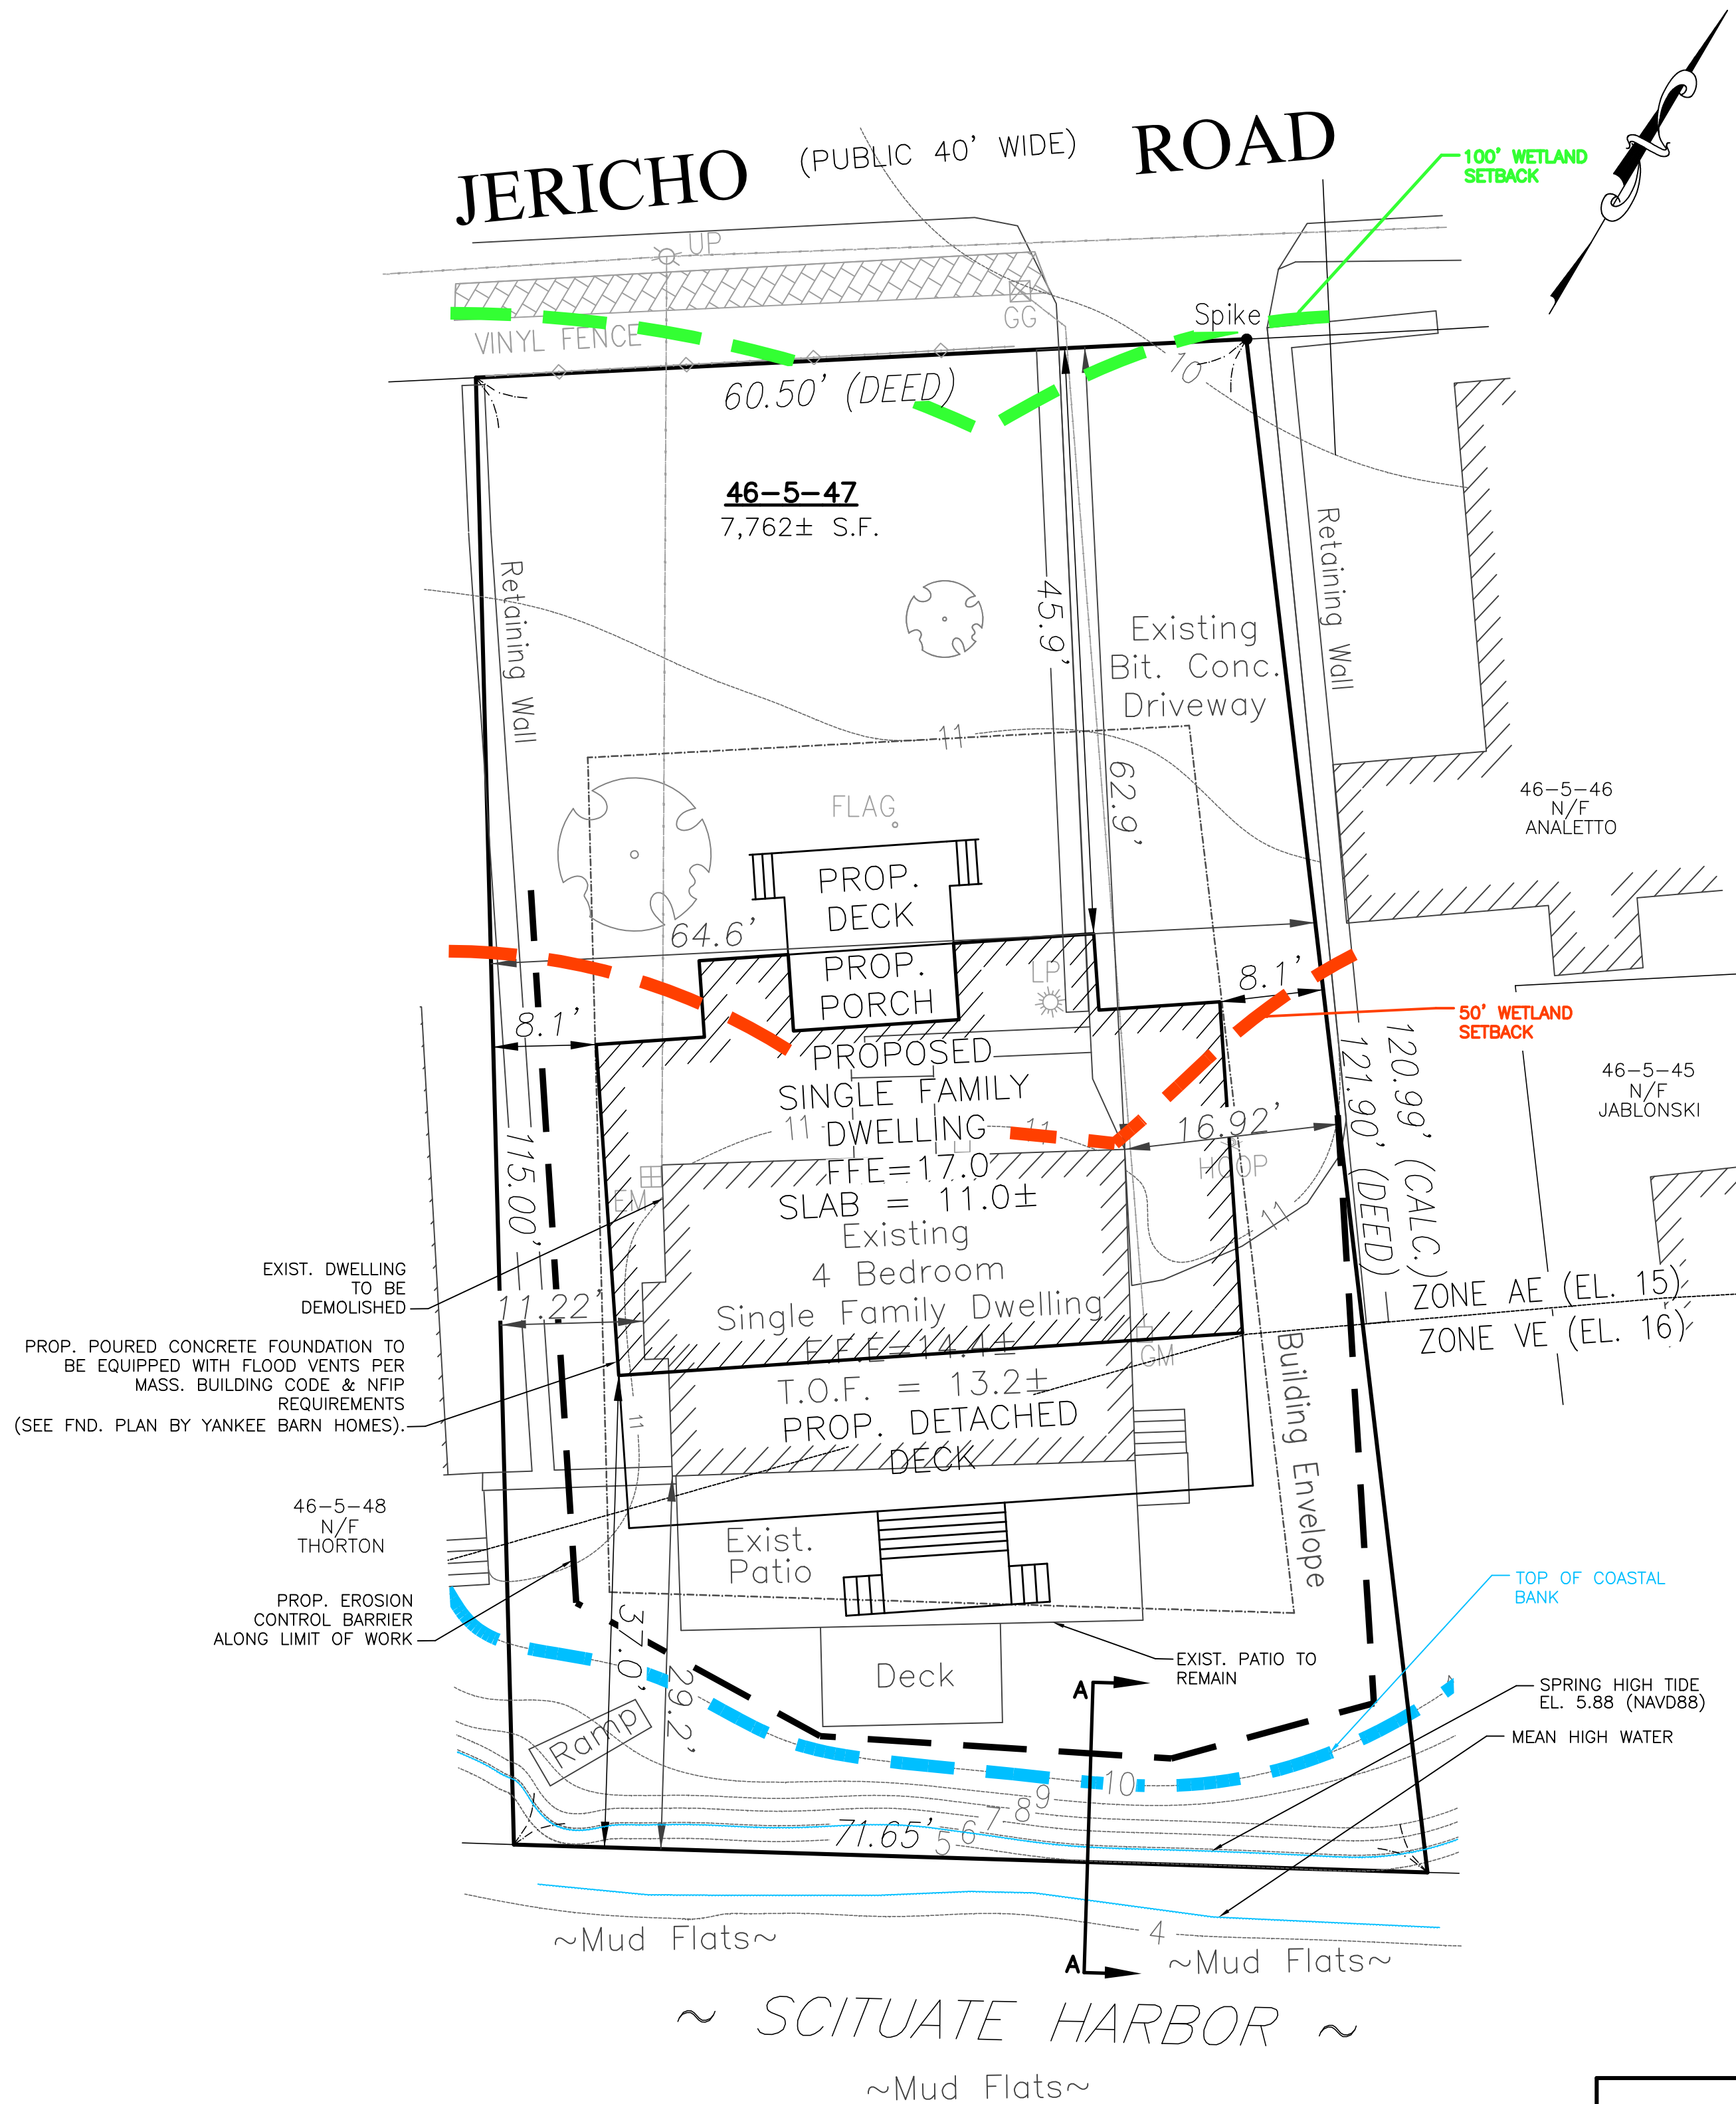 JERICHO (PUBLIC 40' WIDE) ROAD
100' WETLAND
SETBACK
UP
GG
Spike
VINYL FENCE
10
60.50' (DEED)
46-5-47
7,762± S.F.
Retaining Wall
Retaining Wall
45.9'
Existing
Bit. Conc.
Driveway
11
62.9'
FLAG
46-5-46
N/F
ANALETTO
PROP.
DECK
64.6'
PROP.
PORCH
LP
8.1'
8.1'
50' WETLAND
SETBACK
PROPOSED
SINGLE FAMILY
DWELLING
FFE=17.0
SLAB = 11.0±
11
11
16.92'
HOOP
11
EM
115.00'
120.99' (CALC.)
121.90' (DEED)
46-5-45
N/F
JABLONSKI
Existing
4 Bedroom
Single Family Dwelling
F.F.E=14.4±
T.O.F. = 13.2±
EXIST. DWELLING
TO BE
DEMOLISHED
11.22'
ZONE AE (EL. 15)
ZONE VE (EL. 16)
GM
PROP. POURED CONCRETE FOUNDATION TO
BE EQUIPPED WITH FLOOD VENTS PER
MASS. BUILDING CODE & NFIP
REQUIREMENTS
(SEE FND. PLAN BY YANKEE BARN HOMES).
11
PROP. DETACHED
DECK
Building Envelope
46-5-48
N/F
THORTON
Exist.
Patio
TOP OF COASTAL
BANK
PROP. EROSION
CONTROL BARRIER
ALONG LIMIT OF WORK
37.0'
29.2'
EXIST. PATIO TO
REMAIN
Deck
A
SPRING HIGH TIDE
EL. 5.88 (NAVD88)
Ramp
MEAN HIGH WATER
10
9
8
7
6
5
71.65'
4
~Mud Flats~
A
~Mud Flats~
~ SCITUATE HARBOR ~
~Mud Flats~